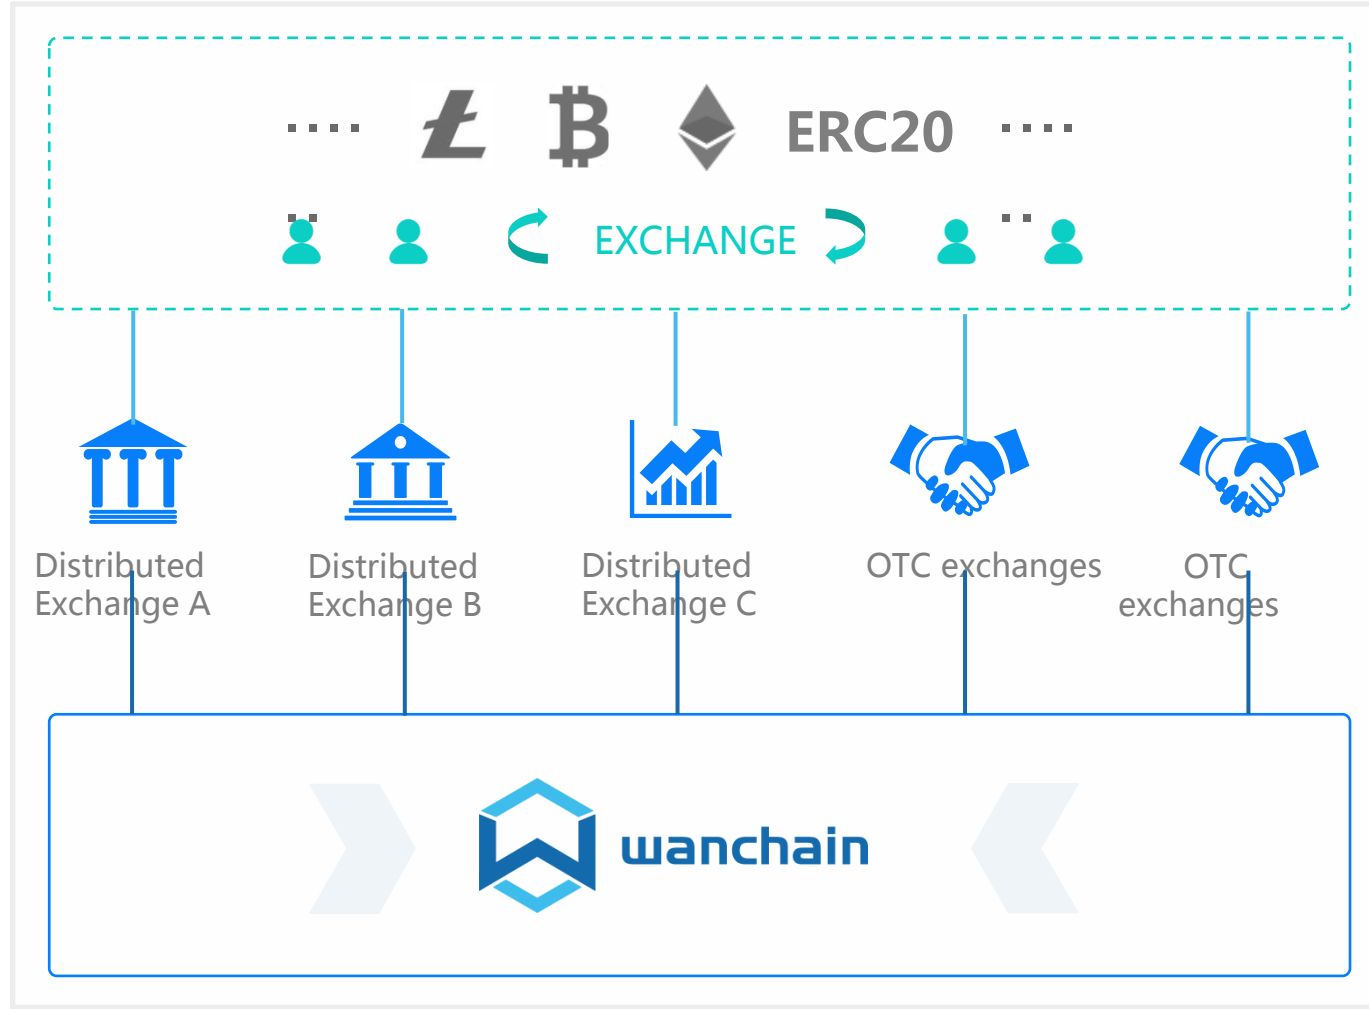 ERC20
EXCHANGE
Distributed
Exchange A
Distributed
Exchange B
Distributed
Exchange C
OTC exchanges
OTC
exchanges
wanchain